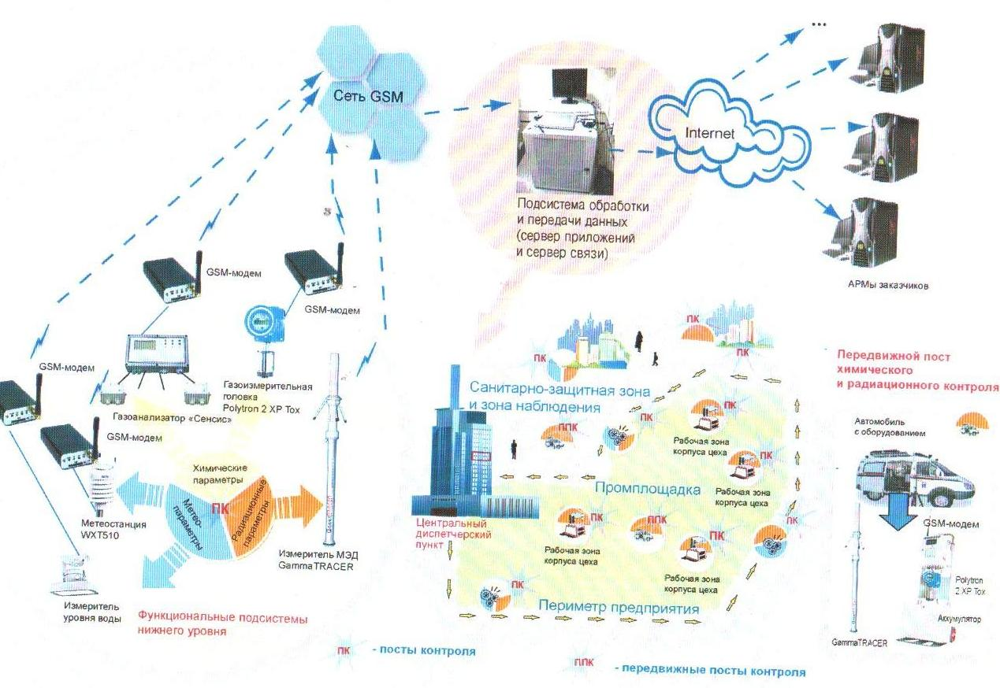 Сеть GSM
Internet
...
Подсистема обработки
и передачи данных
(сервер приложений
и сервер связи)
АРМы заказчиков
GSM-модем
GSM-модем
GSM-модем
GSM-модем
Газоизмерительная
головка
Polytron 2 XP Tox
Газоанализатор «Сенсис»
Химические
параметры
ПК
Метео-
параметры
Радиационные
параметры
Метеостанция
WXT510
Измеритель МЭД
GammaTRACER
Измеритель
уровня воды
Функциональные подсистемы
нижнего уровня
ПК
ПК
ПК
Санитарно-защитная зона
и зона наблюдения
ППК
ПК
ПК
Рабочая зона
корпуса цеха
ПК
Рабочая зона
корпуса цеха
Промплощадка
Центральный
диспетчерский
пункт
ПК
Рабочая зона
корпуса цеха
ППК
ПК
Рабочая зона
корпуса цеха
ПК
ПК
Периметр предприятия
Передвижной пост
химического
и радиационного контроля
Автомобиль
с оборудованием
GSM-модем
Polytron
2 XP Tox
Аккумулятор
GammaTRACER
ПК - посты контроля
ППК - передвижные посты контроля